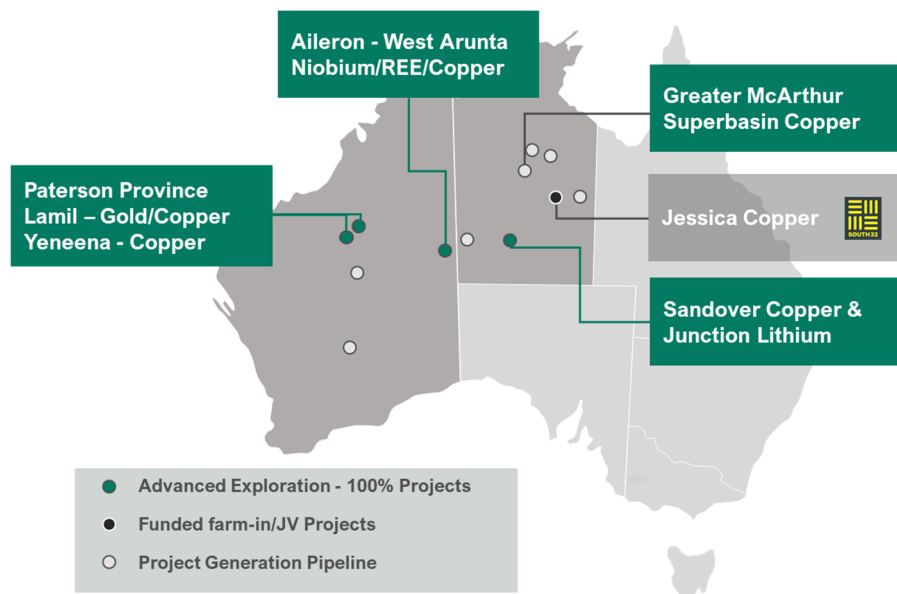 Aileron - West Arunta
Niobium/REE/Copper
Greater McArthur
Superbasin Copper
Paterson Province
Lamil – Gold/Copper
Yeneena - Copper
Jessica Copper
SOUTH32
Sandover Copper &
Junction Lithium
Advanced Exploration - 100% Projects
Funded farm-in/JV Projects
Project Generation Pipeline